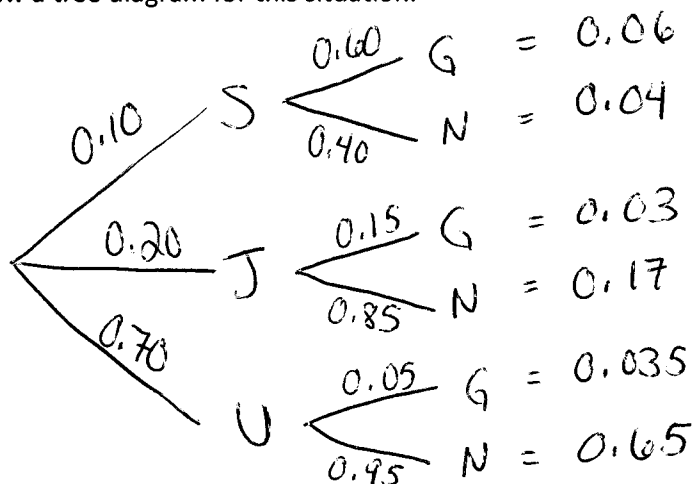 a tree diagram for this situation.
0.60 G = 0.06
0.10 S
0.40 N = 0.04
0.15 G = 0.03
0.20 J
0.85 N = 0.17
0.70
0.05 G = 0.035
U
0.95 N = 0.65